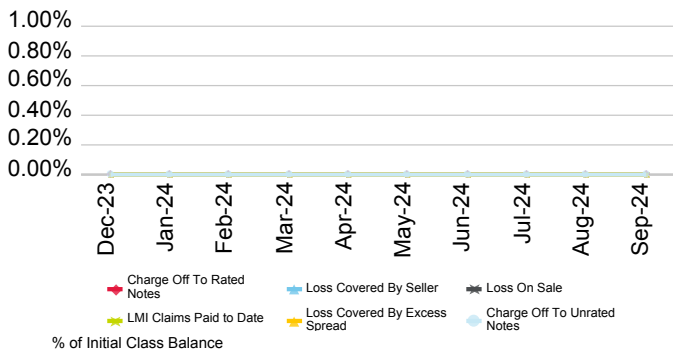 1.00%
0.80%
0.60%
0.40%
0.20%
0.00%
Dec-23
Jan-24
Feb-24
Mar-24
Apr-24
May-24
Jun-24
Jul-24
Aug-24
Sep-24
Charge Off To Rated
Notes
Loss Covered By Seller
Loss On Sale
LMI Claims Paid to Date
Loss Covered By Excess
Spread
Charge Off To Unrated
Notes
% of Initial Class Balance